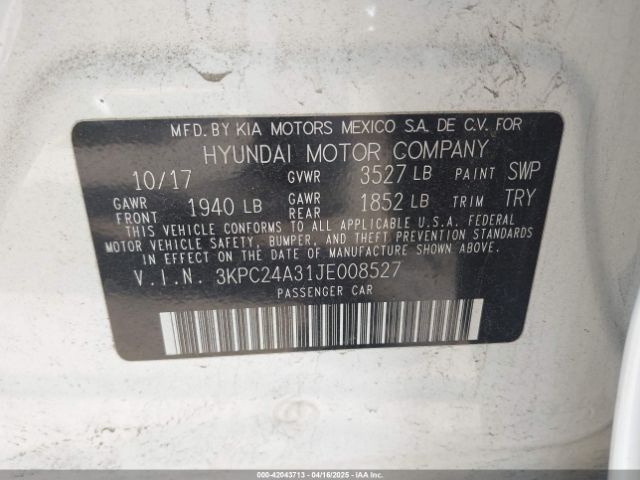 MFD. BY KIA MOTORS MEXICO S.A. DE C.V. FOR
HYUNDAI MOTOR COMPANY
10/17 GVWR 3527 LB PAINT SWP
GAWR FRONT 1940 LB GAWR REAR 1852 LB TRIM TRY
THIS VEHICLE CONFORMS TO ALL APPLICABLE U.S.A. FEDERAL
MOTOR VEHICLE SAFETY, BUMPER, AND THEFT PREVENTION STANDARDS
IN EFFECT ON THE DATE OF MANUFACTURE SHOWN ABOVE.
V.I.N. 3KPC24A31JE008527
PASSENGER CAR
000-42043713 - 04/16/2025 - IAAI.COM